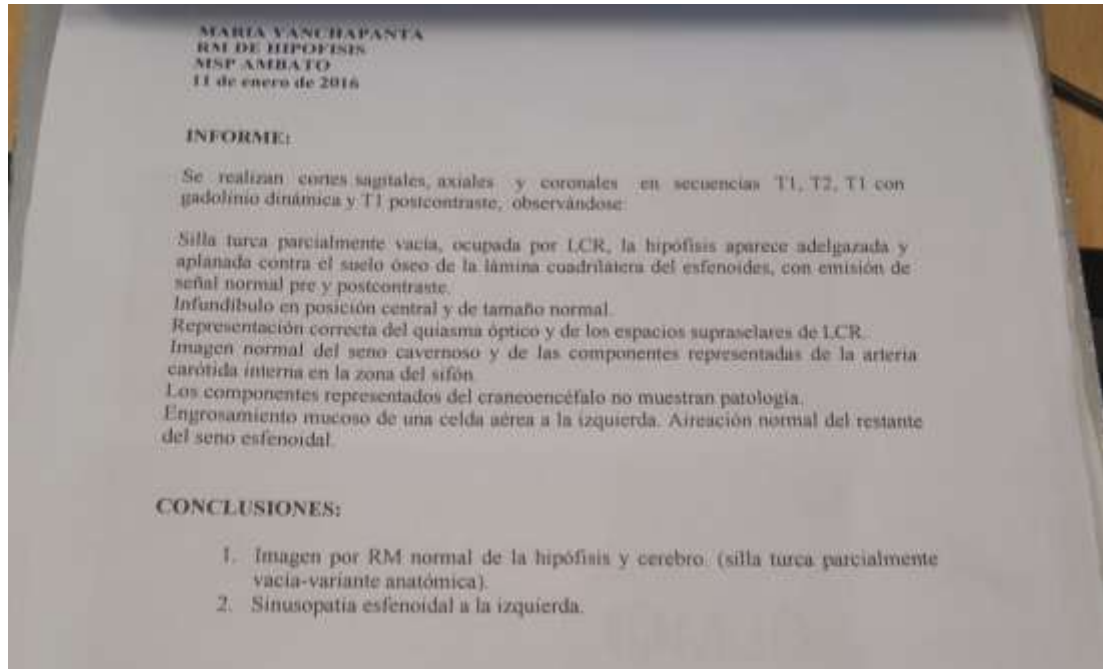 MARIA YANCHAPANTA
RM DE HIPOFISIS
MSP AMBATO
11 de enero de 2016
INFORME:
Se realizan cortes sagitales, axiales y coronales en secuencias T1, T2, T1 con
gadolinio dinámica y T1 postcontraste, observándose:
Silla turca parcialmente vacía, ocupada por LCR, la hipófisis aparece adelgazada y
aplanada contra el suelo óseo de la lámina cuadrilátera del esfenoides, con emisión de
señal normal pre y postcontraste.
Infundíbulo en posición central y de tamaño normal.
Representación correcta del quiasma óptico y de los espacios supraselares de LCR.
Imagen normal del seno cavernoso y de las componentes representadas de la arteria
carótida interna en la zona del sifón.
Los componentes representados del craneoencéfalo no muestran patología.
Engrosamiento mucoso de una celda aérea a la izquierda. Aireación normal del restante
del seno esfenoidal.
CONCLUSIONES:
1. Imagen por RM normal de la hipófisis y cerebro. (silla turca parcialmente
vacía-variante anatómica).
2. Sinusopatia esfenoidal a la izquierda.